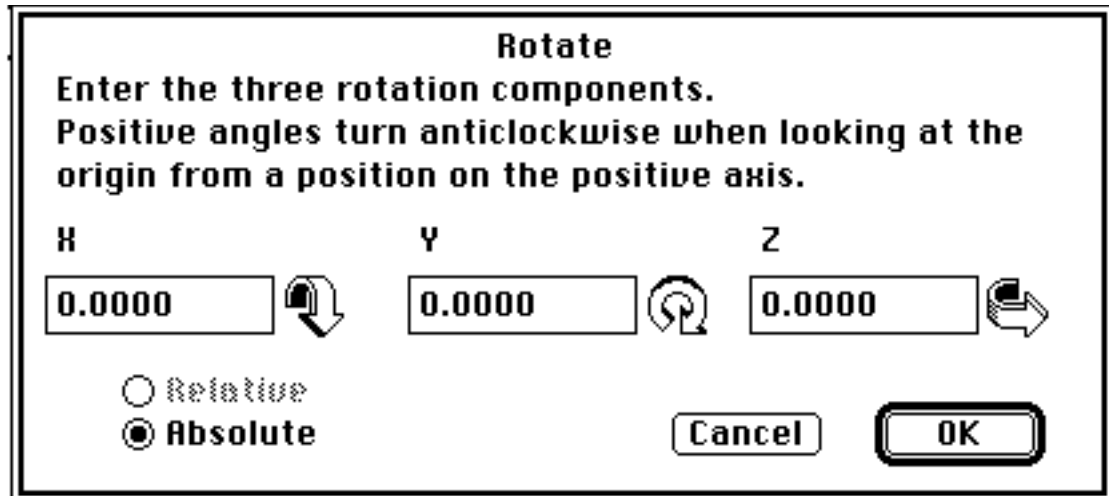 Rotate
Enter the three rotation components.
Positive angles turn anticlockwise when looking at the
origin from a position on the positive axis.
X Y Z
0.0000 0.0000 0.0000
Relative
Absolute Cancel OK